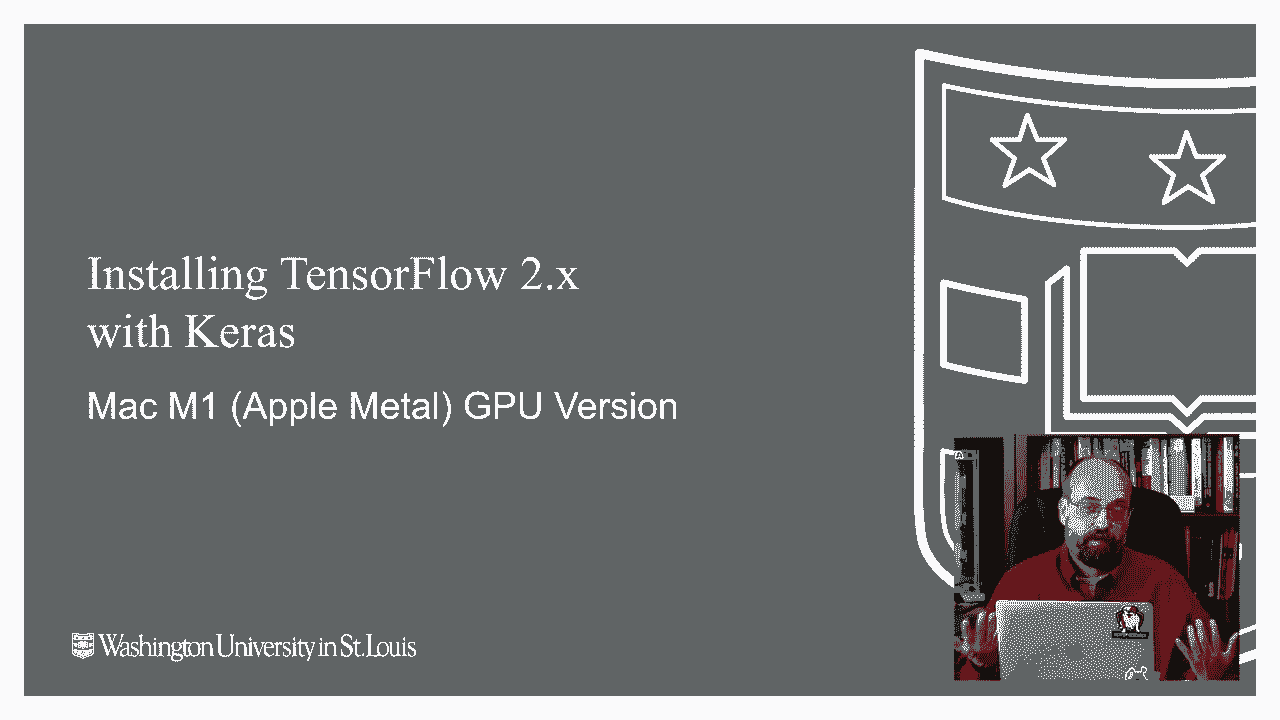 Installing TensorFlow 2.x
with Keras
Mac M1 (Apple Metal) GPU Version
Washington University in St. Louis